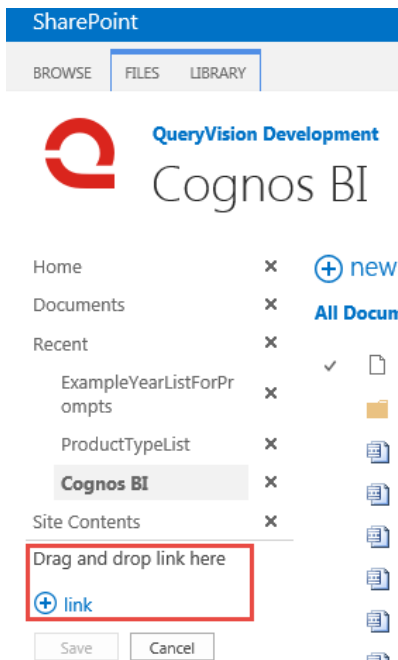 SharePoint
BROWSE FILES LIBRARY
QueryVision Development
Cognos BI
Home
new
Documents
All Docum
Recent
ExampleYearListForPr
ompts
ProductTypeList
Cognos BI
Site Contents
Drag and drop link here
link
Save Cancel